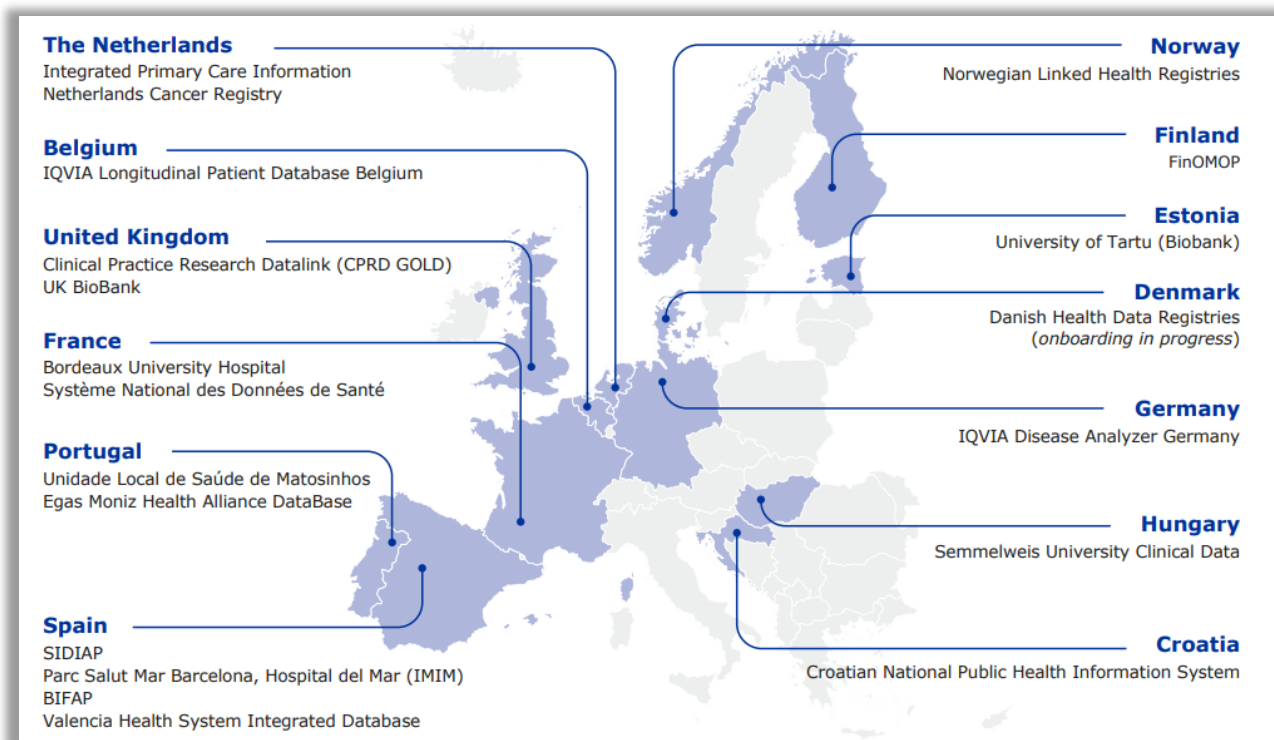 The Netherlands
Integrated Primary Care Information
Netherlands Cancer Registry
Belgium
IQVIA Longitudinal Patient Database Belgium
United Kingdom
Clinical Practice Research Datalink (CPRD GOLD)
UK BioBank
France
Bordeaux University Hospital
Système National des Données de Santé
Portugal
Unidade Local de Saúde de Matosinhos
Egas Moniz Health Alliance DataBase
Spain
SIDIAP
Parc Salut Mar Barcelona, Hospital del Mar (IMIM)
BIFAP
Valencia Health System Integrated Database
Norway
Norwegian Linked Health Registries
Finland
FinOMOP
Estonia
University of Tartu (Biobank)
Denmark
Danish Health Data Registries
(onboarding in progress)
Germany
IQVIA Disease Analyzer Germany
Hungary
Semmelweis University Clinical Data
Croatia
Croatian National Public Health Information System